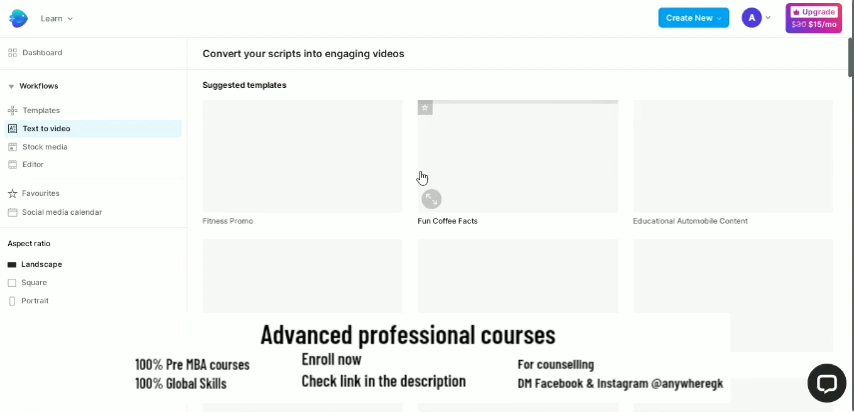 Learn
Create New
A
Upgrade
$30 $15/mo
Dashboard
Convert your scripts into engaging videos
Workflows
Suggested templates
Templates
Text to video
Stock media
Editor
Favourites
Social media calendar
Fitness Promo
Fun Coffee Facts
Educational Automobile Content
Aspect ratio
Landscape
Square
Portrait
Advanced professional courses
100% Pre MBA courses
100% Global Skills
Enroll now
Check link in the description
For counselling
DM Facebook & Instagram @anywheregk